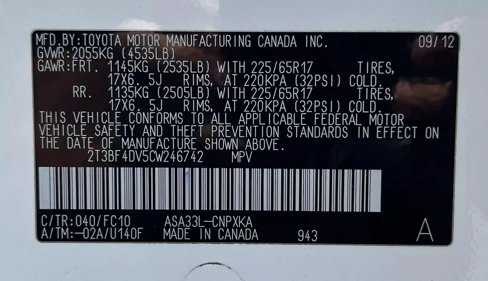 MFD.BY:TOYOTA MOTOR MANUFACTURING CANADA INC. 09/12
GVWR:2055KG (4535LB)
GAWR:FRT. 1145KG (2535LB) WITH 225/65R17 TIRES,
17X6. 5J RIMS, AT 220KPA (32PSI) COLD.
RR. 1135KG (2505LB) WITH 225/65R17 TIRES,
17X6. 5J RIMS, AT 220KPA (32PSI) COLD.
THIS VEHICLE CONFORMS TO ALL APPLICABLE FEDERAL MOTOR
VEHICLE SAFETY AND THEFT PREVENTION STANDARDS IN EFFECT ON
THE DATE OF MANUFACTURE SHOWN ABOVE.
2T3BF4DV5CW246742 MPV
C/TR:040/FC10 ASA33L-CNPXKA
A/TM:-02A/U140F MADE IN CANADA 943 A